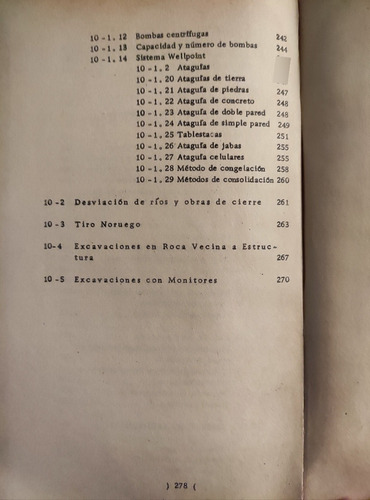 10 - 1, 12 Bombas centrífugas 242
10 - 1, 13 Capacidad y número de bombas 244
10 - 1, 14 Sistema Wellpoint
10 - 1, 2 Ataguías
10 - 1, 20 Ataguías de tierra
10 - 1, 21 Ataguía de piedras 247
10 - 1, 22 Ataguía de concreto 248
10 - 1, 23 Ataguía de doble pared 248
10 - 1, 24 Ataguía de simple pared 249
10 - 1, 25 Tablestacas 251
10 - 1, 26 Ataguía de jabas 255
10 - 1, 27 Ataguía celulares 255
10 - 1, 28 Método de congelación 258
10 - 1, 29 Métodos de consolidación 260
10 - 2 Desviación de ríos y obras de cierre 261
10 - 3 Tiro Noruego 263
10 - 4 Excavaciones en Roca Vecina a Estruc-
tura 267
10 - 5 Excavaciones con Monitores 270
) 278 (